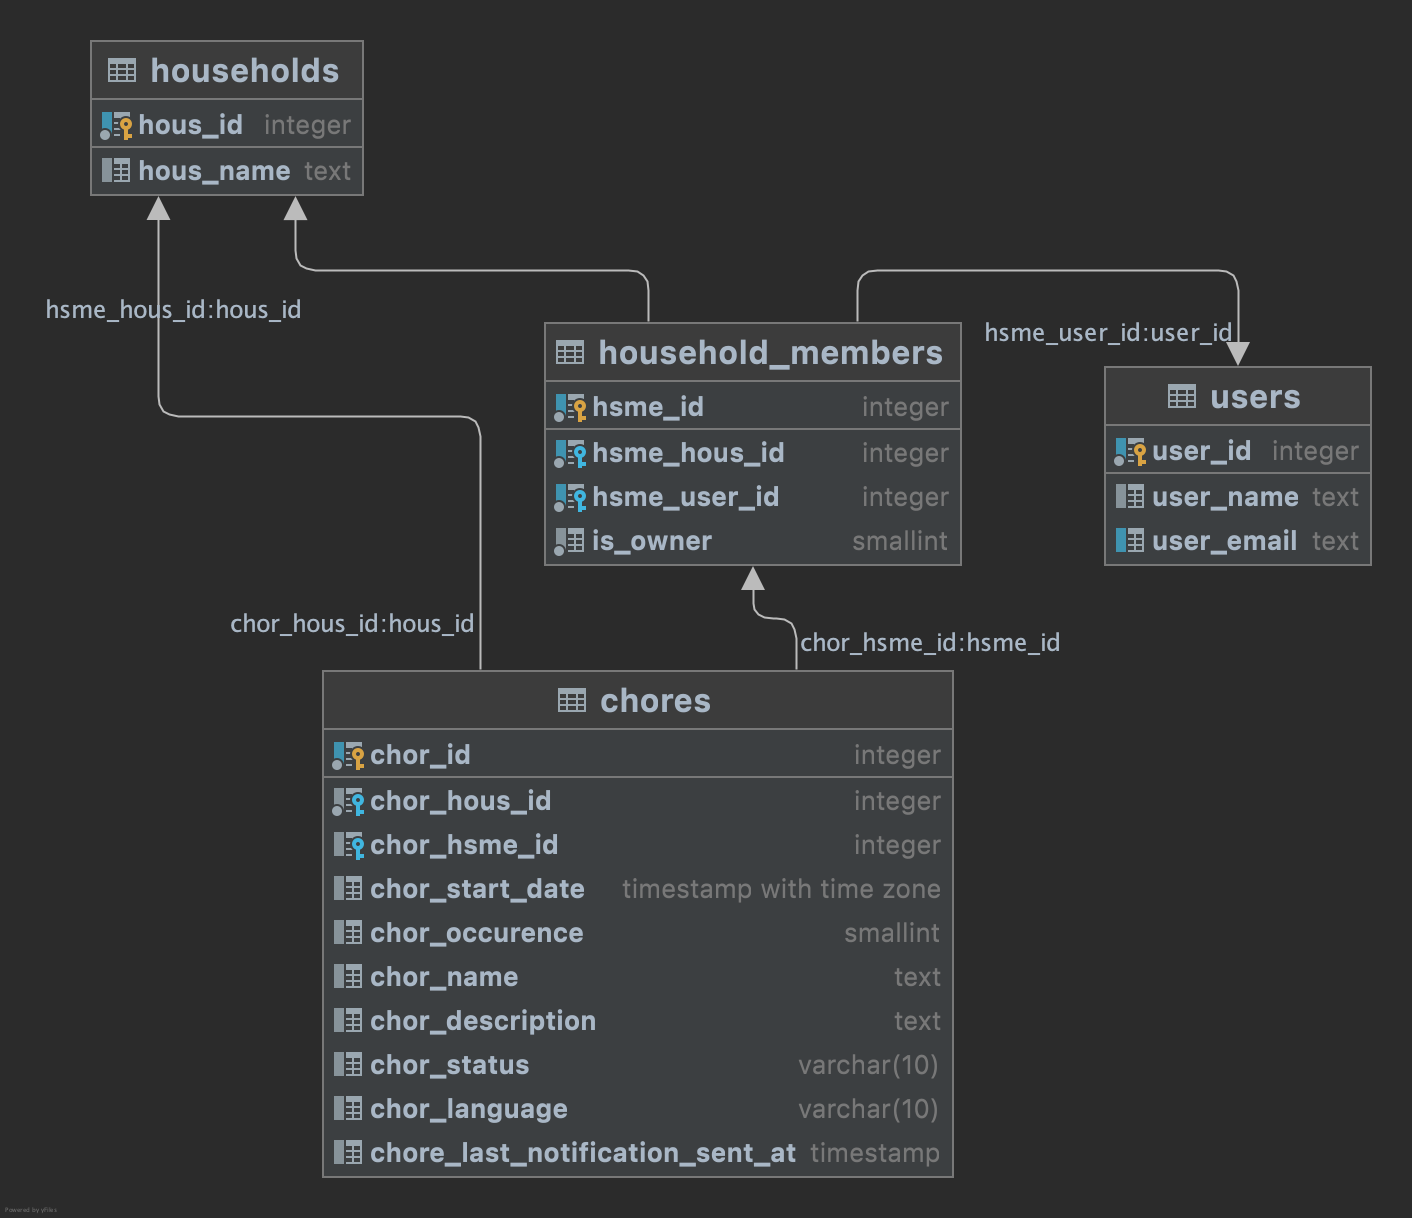 households
hous_id integer
hous_name text
hsme_hous_id:hous_id
hsme_user_id:user_id
household_members
hsme_id integer
hsme_hous_id integer
hsme_user_id integer
is_owner smallint
users
user_id integer
user_name text
user_email text
chor_hous_id:hous_id
chor_hsme_id:hsme_id
chores
chor_id integer
chor_hous_id integer
chor_hsme_id integer
chor_start_date timestamp with time zone
chor_occurence smallint
chor_name text
chor_description text
chor_status varchar(10)
chor_language varchar(10)
chore_last_notification_sent_at timestamp
Powered by yFiles